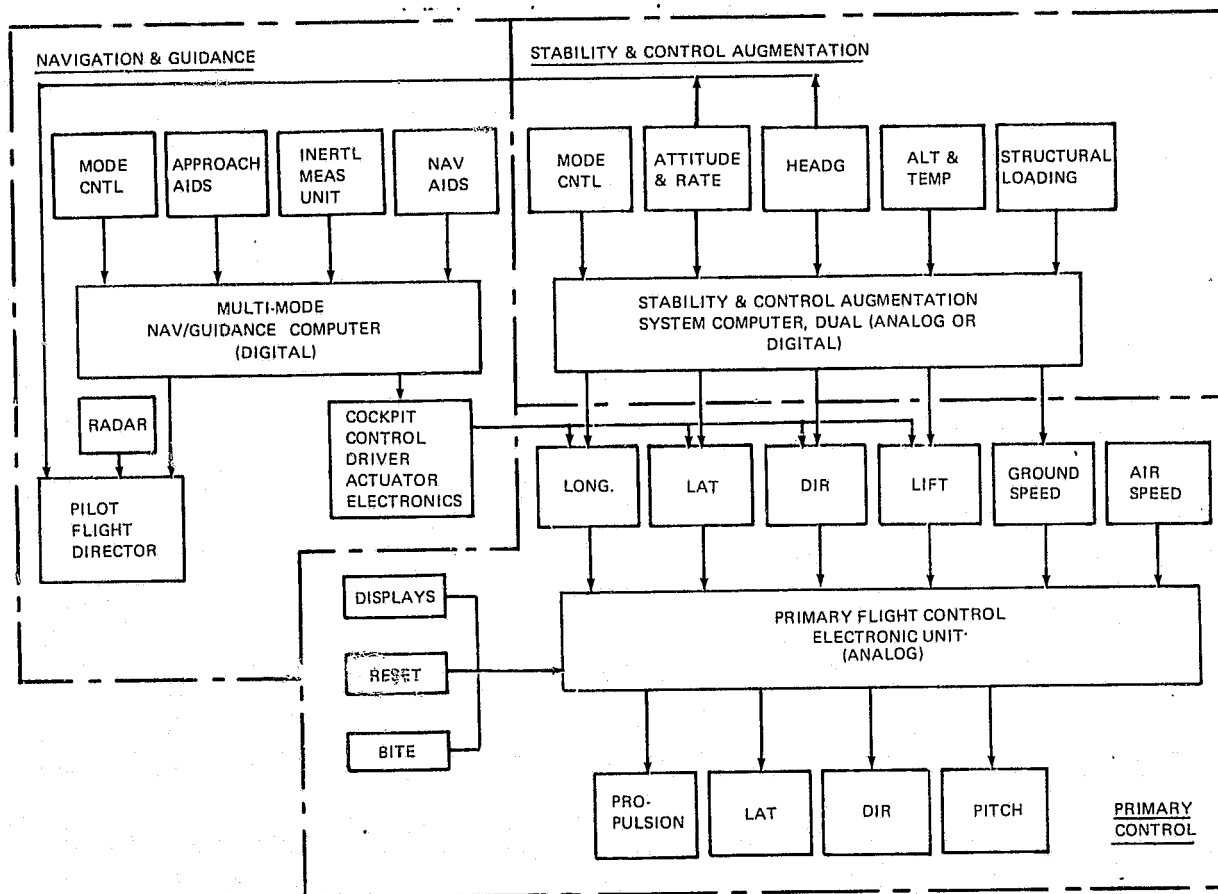 NAVIGATION & GUIDANCE
STABILITY & CONTROL AUGMENTATION
MODE
CNTL
APPROACH
AIDS
INERTL
MEAS
UNIT
NAV
AIDS
MODE
CNTL
ATTITUDE
& RATE
HEADG
ALT &
TEMP
STRUCTURAL
LOADING
MULTI-MODE
NAV/GUIDANCE COMPUTER
(DIGITAL)
STABILITY & CONTROL AUGMENTATION
SYSTEM COMPUTER, DUAL (ANALOG OR
DIGITAL)
RADAR
COCKPIT
CONTROL
DRIVER
ACTUATOR
ELECTRONICS
PILOT
FLIGHT
DIRECTOR
LONG.
LAT
DIR
LIFT
GROUND
SPEED
AIR
SPEED
DISPLAYS
RESET
BITE
PRIMARY FLIGHT CONTROL
ELECTRONIC UNIT
(ANALOG)
PRO-
PULSION
LAT
DIR
PITCH
PRIMARY
CONTROL